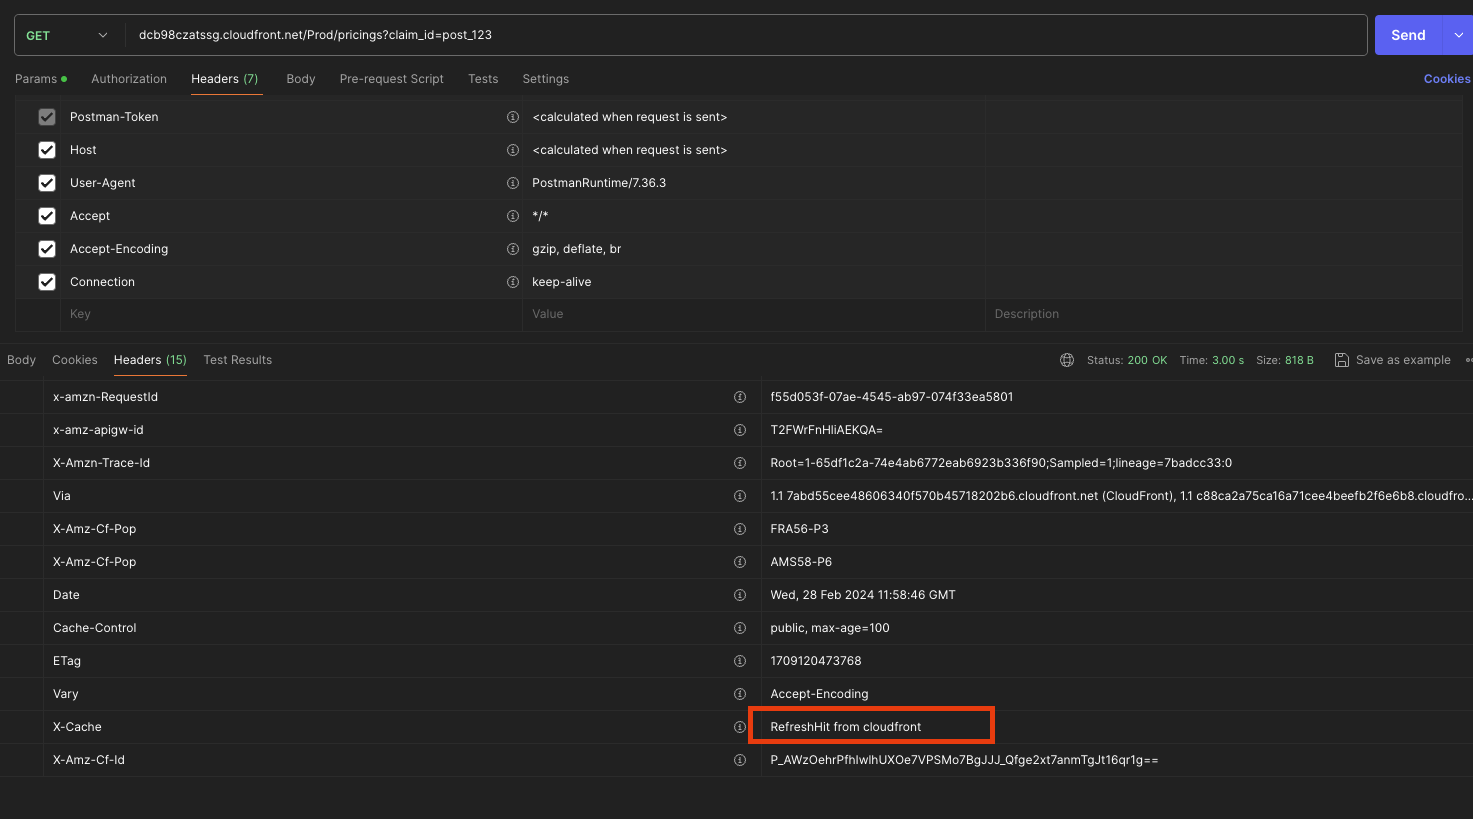 GET dcb98czatssg.cloudfront.net/Prod/pricings?claim_id=post_123 Send
Params Authorization Headers (7) Body Pre-request Script Tests Settings Cookies
Postman-Token <calculated when request is sent>
Host <calculated when request is sent>
User-Agent PostmanRuntime/7.36.3
Accept */*
Accept-Encoding gzip, deflate, br
Connection keep-alive
Key Value Description
Body Cookies Headers (15) Test Results Status: 200 OK Time: 3.00 s Size: 818 B Save as example
x-amzn-RequestId f55d053f-07ae-4545-ab97-074f33ea5801
x-amz-apigw-id T2FWrFnHliAEKQA=
X-Amzn-Trace-Id Root=1-65df1c2a-74e4ab6772eab6923b336f90;Sampled=1;lineage=7badcc33:0
Via 1.1 7abd55cee48606340f570b45718202b6.cloudfront.net (CloudFront), 1.1 c88ca2a75ca16a71cee4beefb2f6e6b8.cloudfro...
X-Amz-Cf-Pop FRA56-P3
X-Amz-Cf-Pop AMS58-P6
Date Wed, 28 Feb 2024 11:58:46 GMT
Cache-Control public, max-age=100
ETag 1709120473768
Vary Accept-Encoding
X-Cache RefreshHit from cloudfront
X-Amz-Cf-Id P_AWzOehrPfhIwlhUXOe7VPSMo7BgJJJ_Qfge2xt7anmTgJt16qr1g==